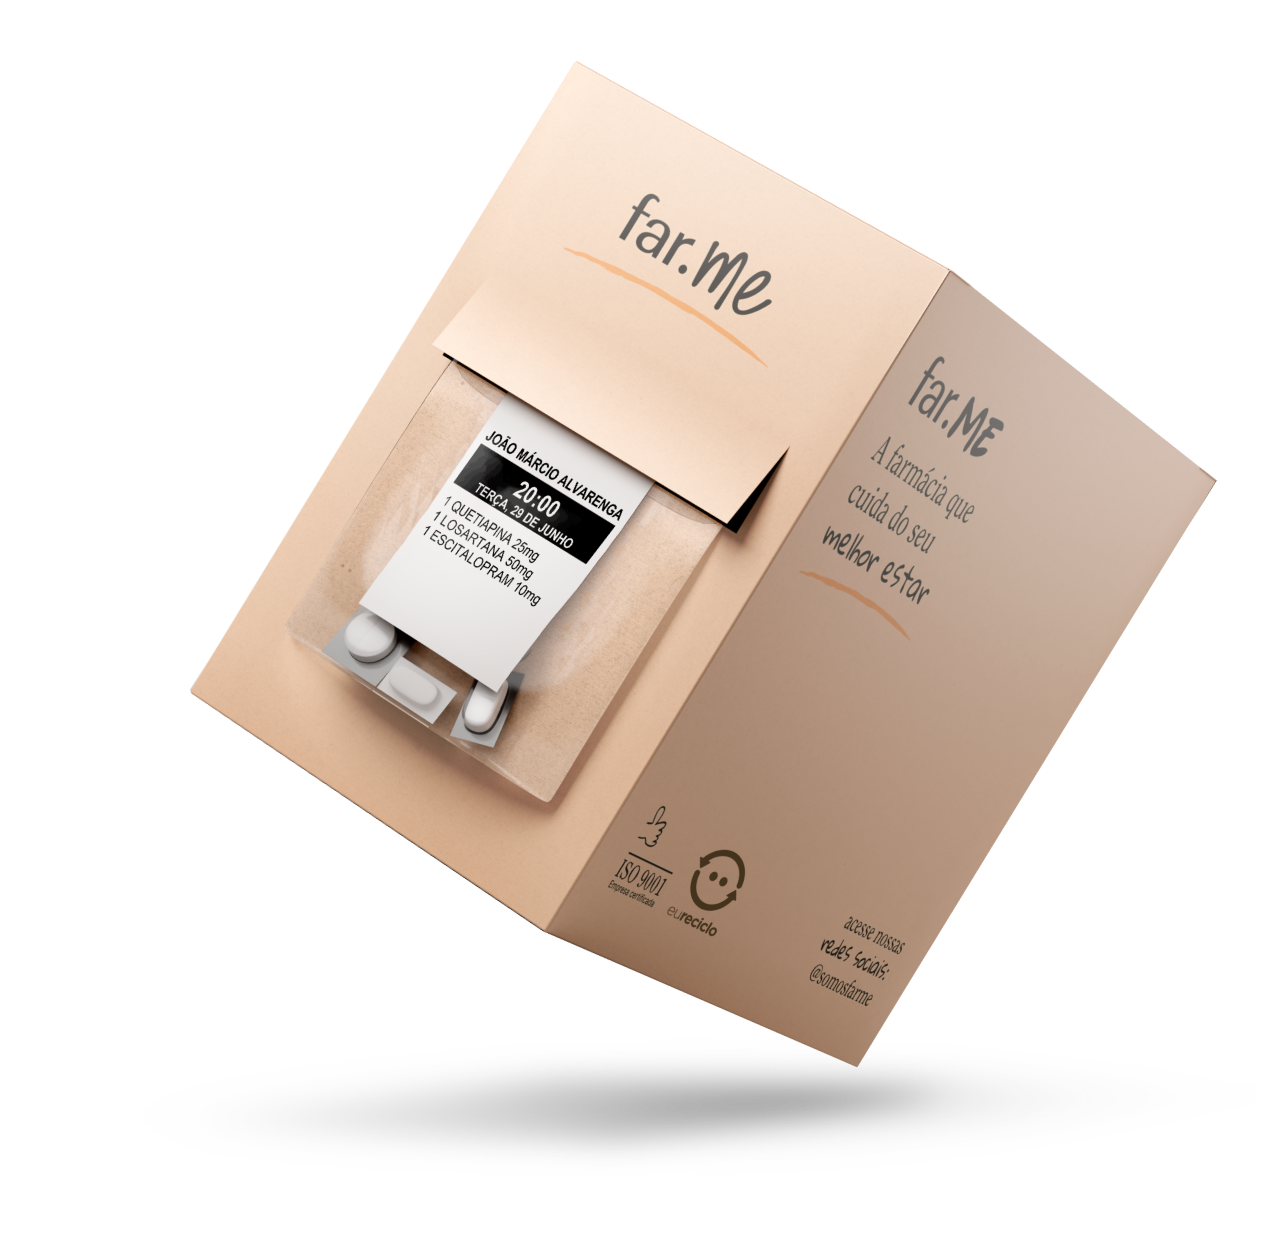 far.me
JOÃO MÁRCIO ALVARENGA
20:00
TERÇA, 29 DE JUNHO
1 QUETIAPINA 25mg
1 LOSARTANA 50mg
1 ESCITALOPRAM 10mg
far.ME
A farmácia que
cuida do seu
melhor estar
ISO 9001
Empresa certificada
eureciclo
acesse nossas
redes sociais:
@somosfarme